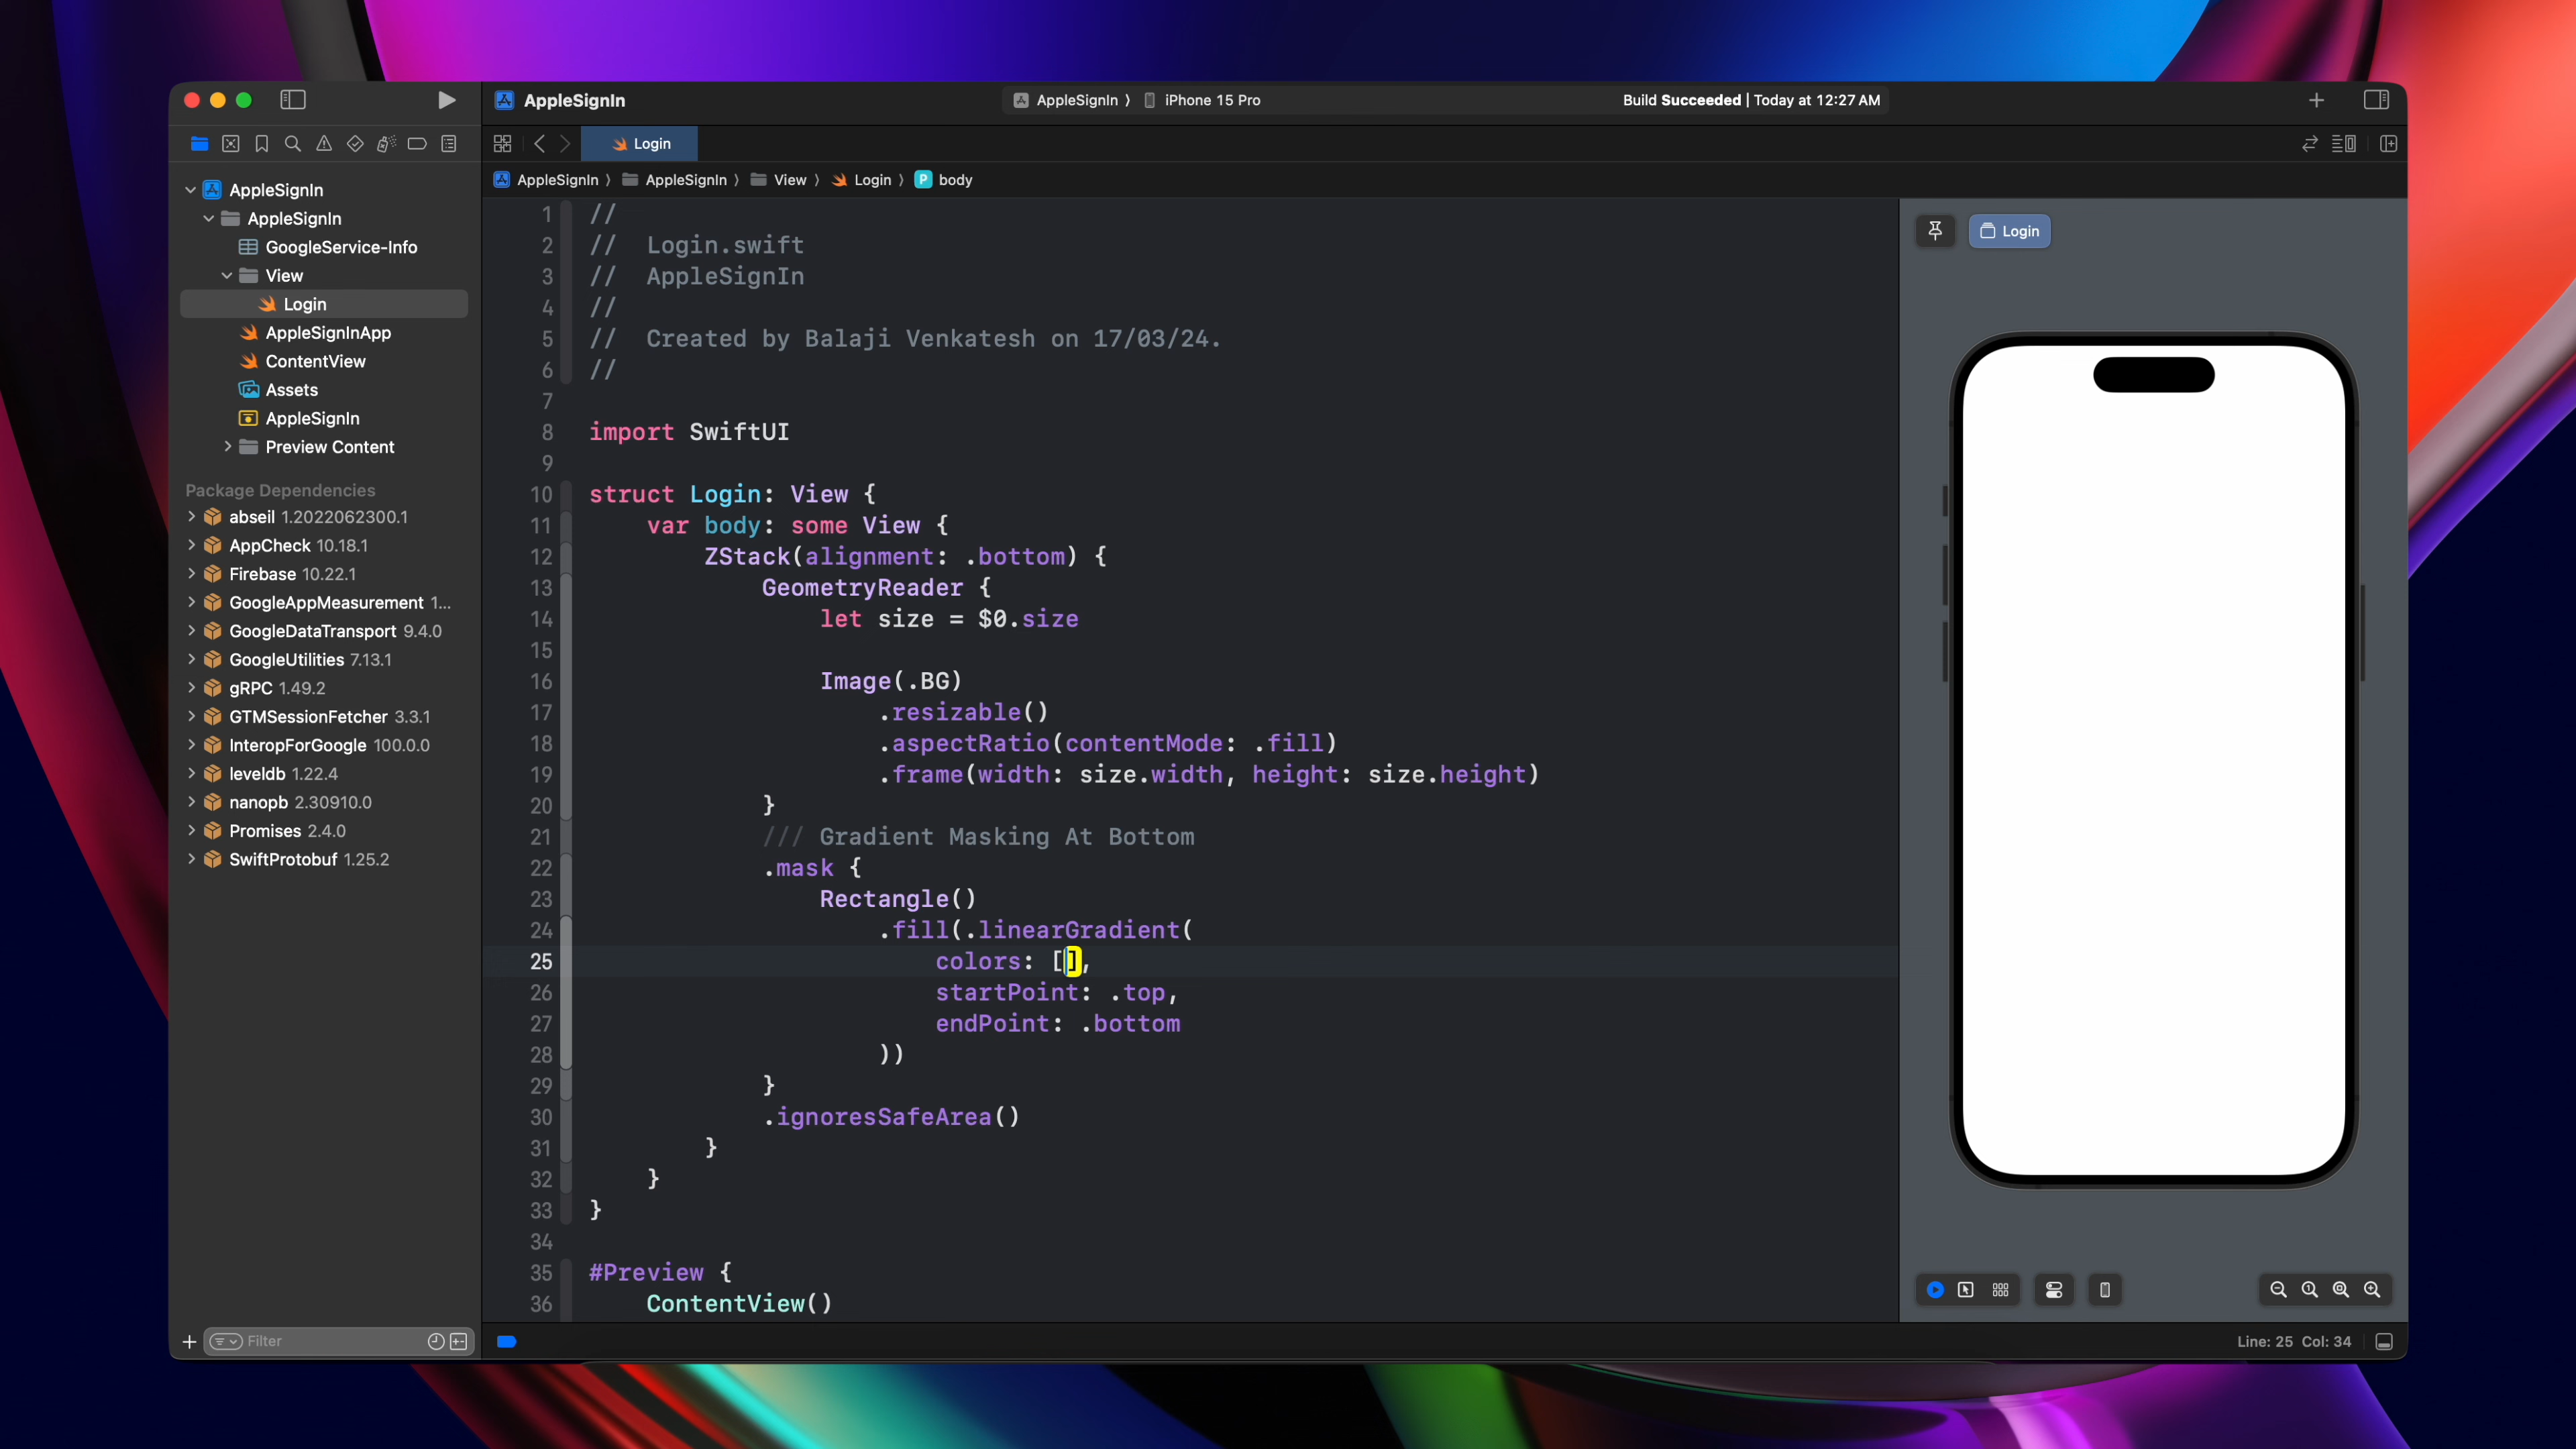 AppleSignIn
AppleSignIn ⟩ iPhone 15 Pro
Build Succeeded | Today at 12:27 AM
Login
AppleSignIn ⟩ AppleSignIn ⟩ View ⟩ Login ⟩ P body
AppleSignIn
AppleSignIn
GoogleService-Info
View
Login
AppleSignInApp
ContentView
Assets
AppleSignIn
Preview Content
Package Dependencies
abseil 1.2022062300.1
AppCheck 10.18.1
Firebase 10.22.1
GoogleAppMeasurement 1...
GoogleDataTransport 9.4.0
GoogleUtilities 7.13.1
gRPC 1.49.2
GTMSessionFetcher 3.3.1
InteropForGoogle 100.0.0
leveldb 1.22.4
nanopb 2.30910.0
Promises 2.4.0
SwiftProtobuf 1.25.2
Filter
1 //
2 //  Login.swift
3 //  AppleSignIn
4 //
5 //  Created by Balaji Venkatesh on 17/03/24.
6 //
7
8 import SwiftUI
9
10 struct Login: View {
11     var body: some View {
12         ZStack(alignment: .bottom) {
13             GeometryReader {
14                 let size = $0.size
15
16                 Image(.BG)
17                     .resizable()
18                     .aspectRatio(contentMode: .fill)
19                     .frame(width: size.width, height: size.height)
20             }
21             /// Gradient Masking At Bottom
22             .mask {
23                 Rectangle()
24                     .fill(.linearGradient(
25                         colors: [],
26                         startPoint: .top,
27                         endPoint: .bottom
28                     ))
29             }
30             .ignoresSafeArea()
31         }
32     }
33 }
34
35 #Preview {
36     ContentView()
Login
Line: 25 Col: 34